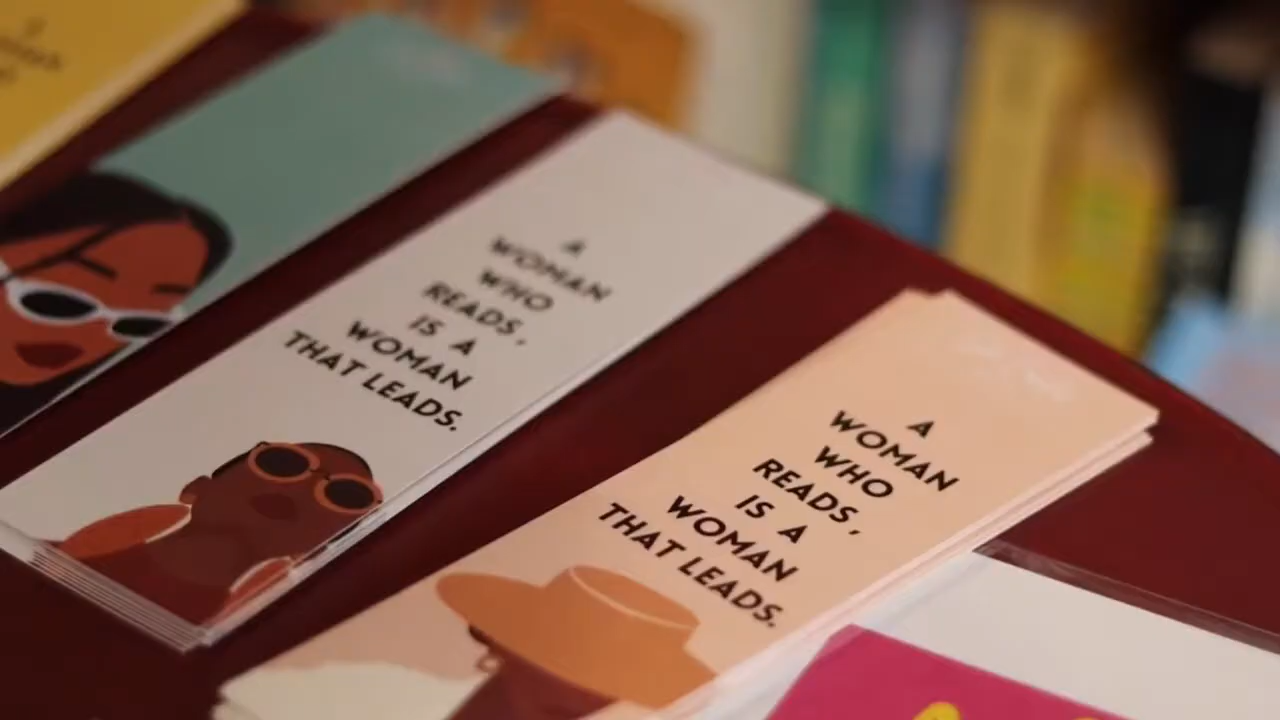 A
WOMAN
WHO
READS,
IS A
WOMAN
THAT LEADS.
A
WOMAN
WHO
READS,
IS A
WOMAN
THAT LEADS.